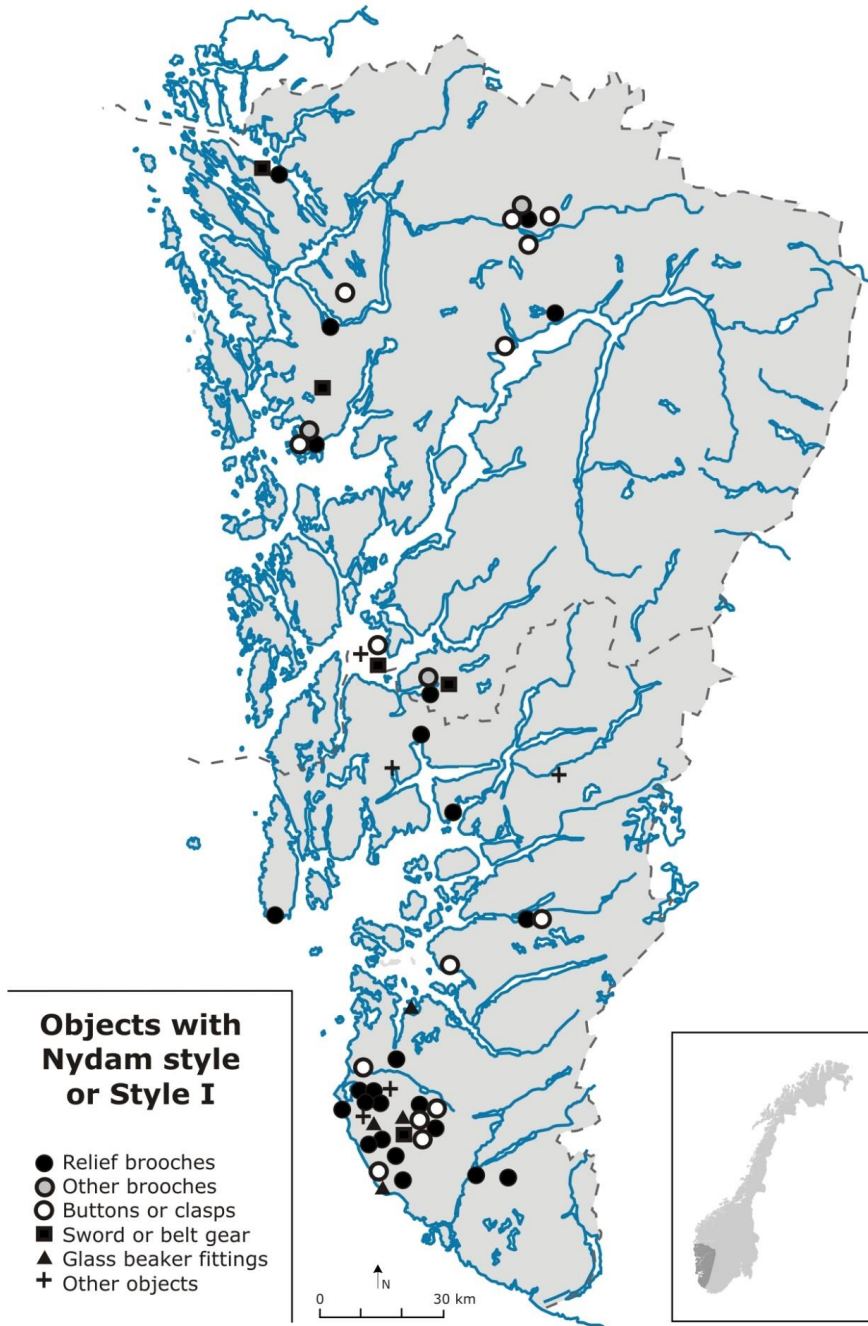 Objects with
Nydam style
or Style I
Relief brooches
Other brooches
Buttons or clasps
Sword or belt gear
Glass beaker fittings
Other objects
N
0 30 km